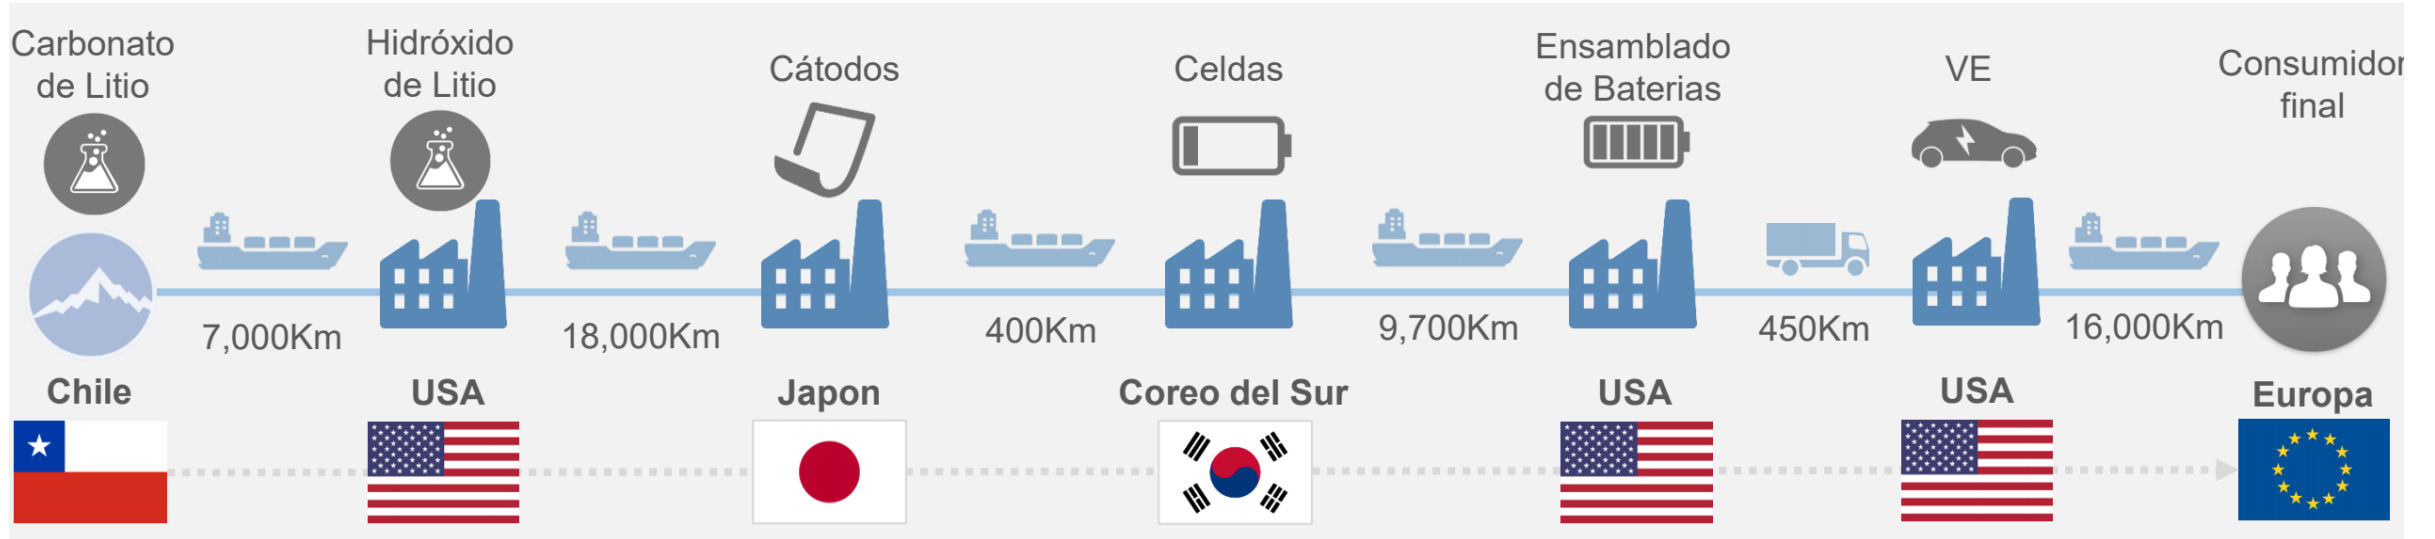 Carbonato
de Litio
Hidróxido
de Litio
Cátodos
Celdas
Ensamblado
de Baterias
VE
Consumidor
final
7,000Km
18,000Km
400Km
9,700Km
450Km
16,000Km
Chile
USA
Japon
Coreo del Sur
USA
USA
Europa